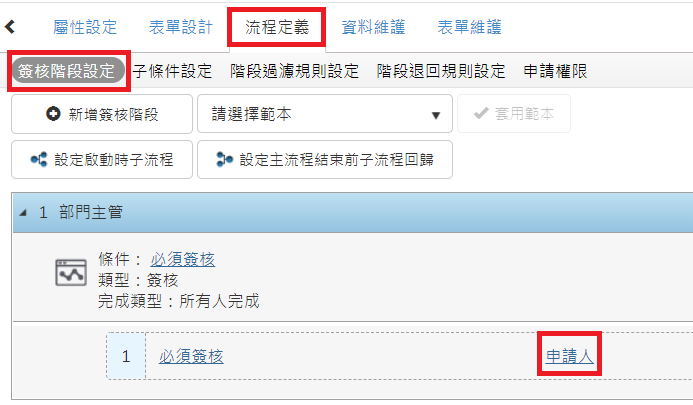 屬性設定 表單設計 流程定義 資料維護 表單維護
簽核階段設定 子條件設定 階段過濾規則設定 階段退回規則設定 申請權限
新增簽核階段 請選擇範本 套用範本
設定啟動時子流程 設定主流程結束前子流程回歸
1 部門主管
條件： 必須簽核
類型：簽核
完成類型：所有人完成
1 必須簽核 申請人